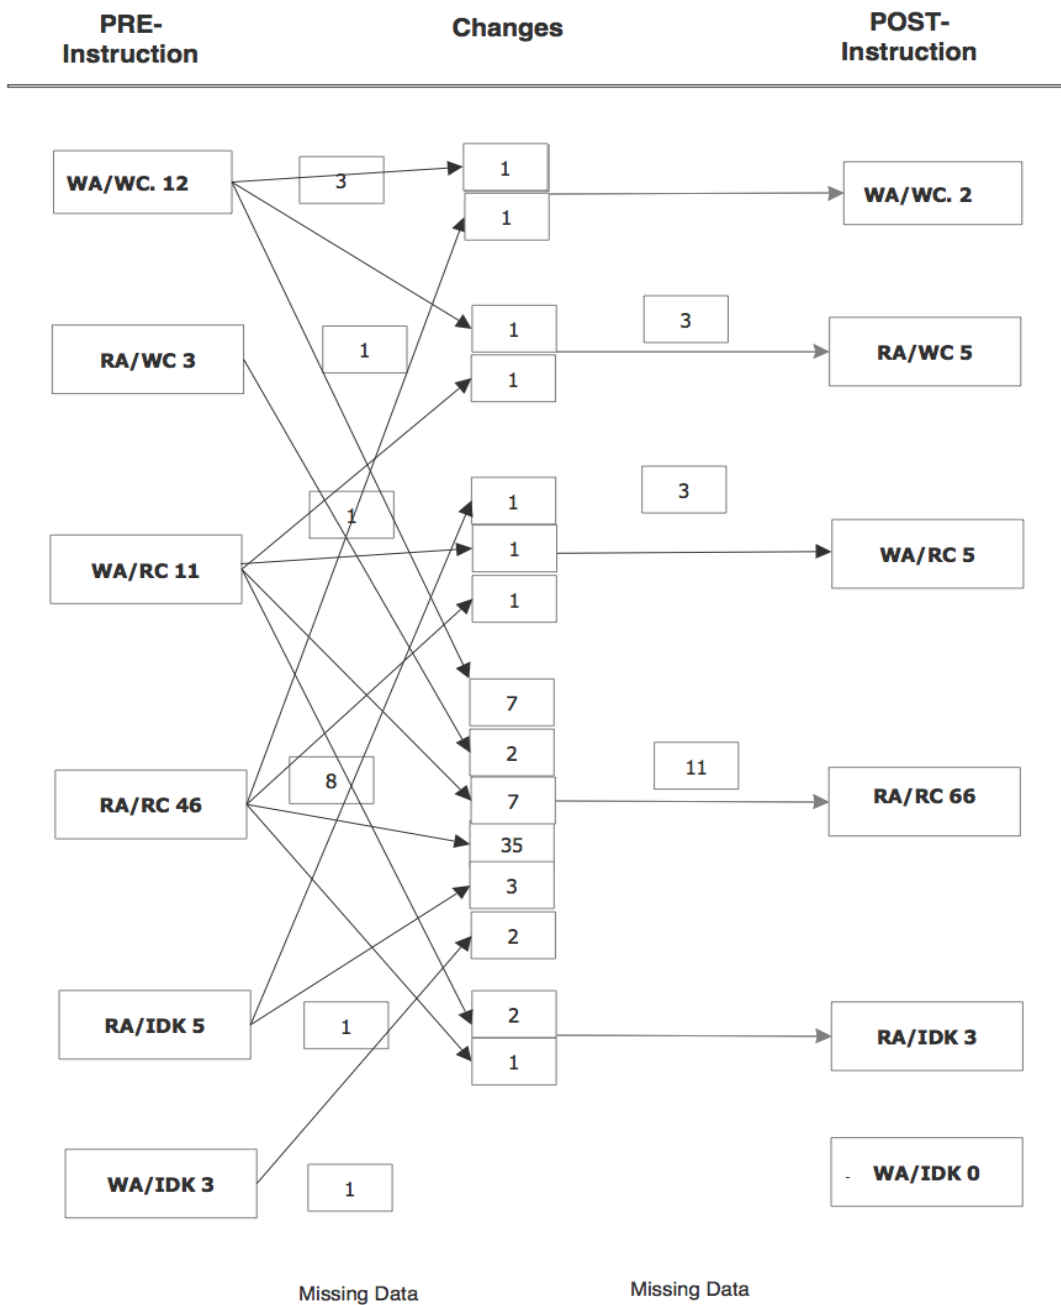 PRE-
Instruction
Changes
POST-
Instruction
WA/WC. 12
3
1
1
WA/WC. 2
RA/WC 3
1
1
1
3
RA/WC 5
WA/RC 11
1
1
1
1
3
WA/RC 5
RA/RC 46
8
7
2
7
35
3
2
11
RA/RC 66
RA/IDK 5
1
2
1
RA/IDK 3
WA/IDK 3
1
- WA/IDK 0
Missing Data
Missing Data